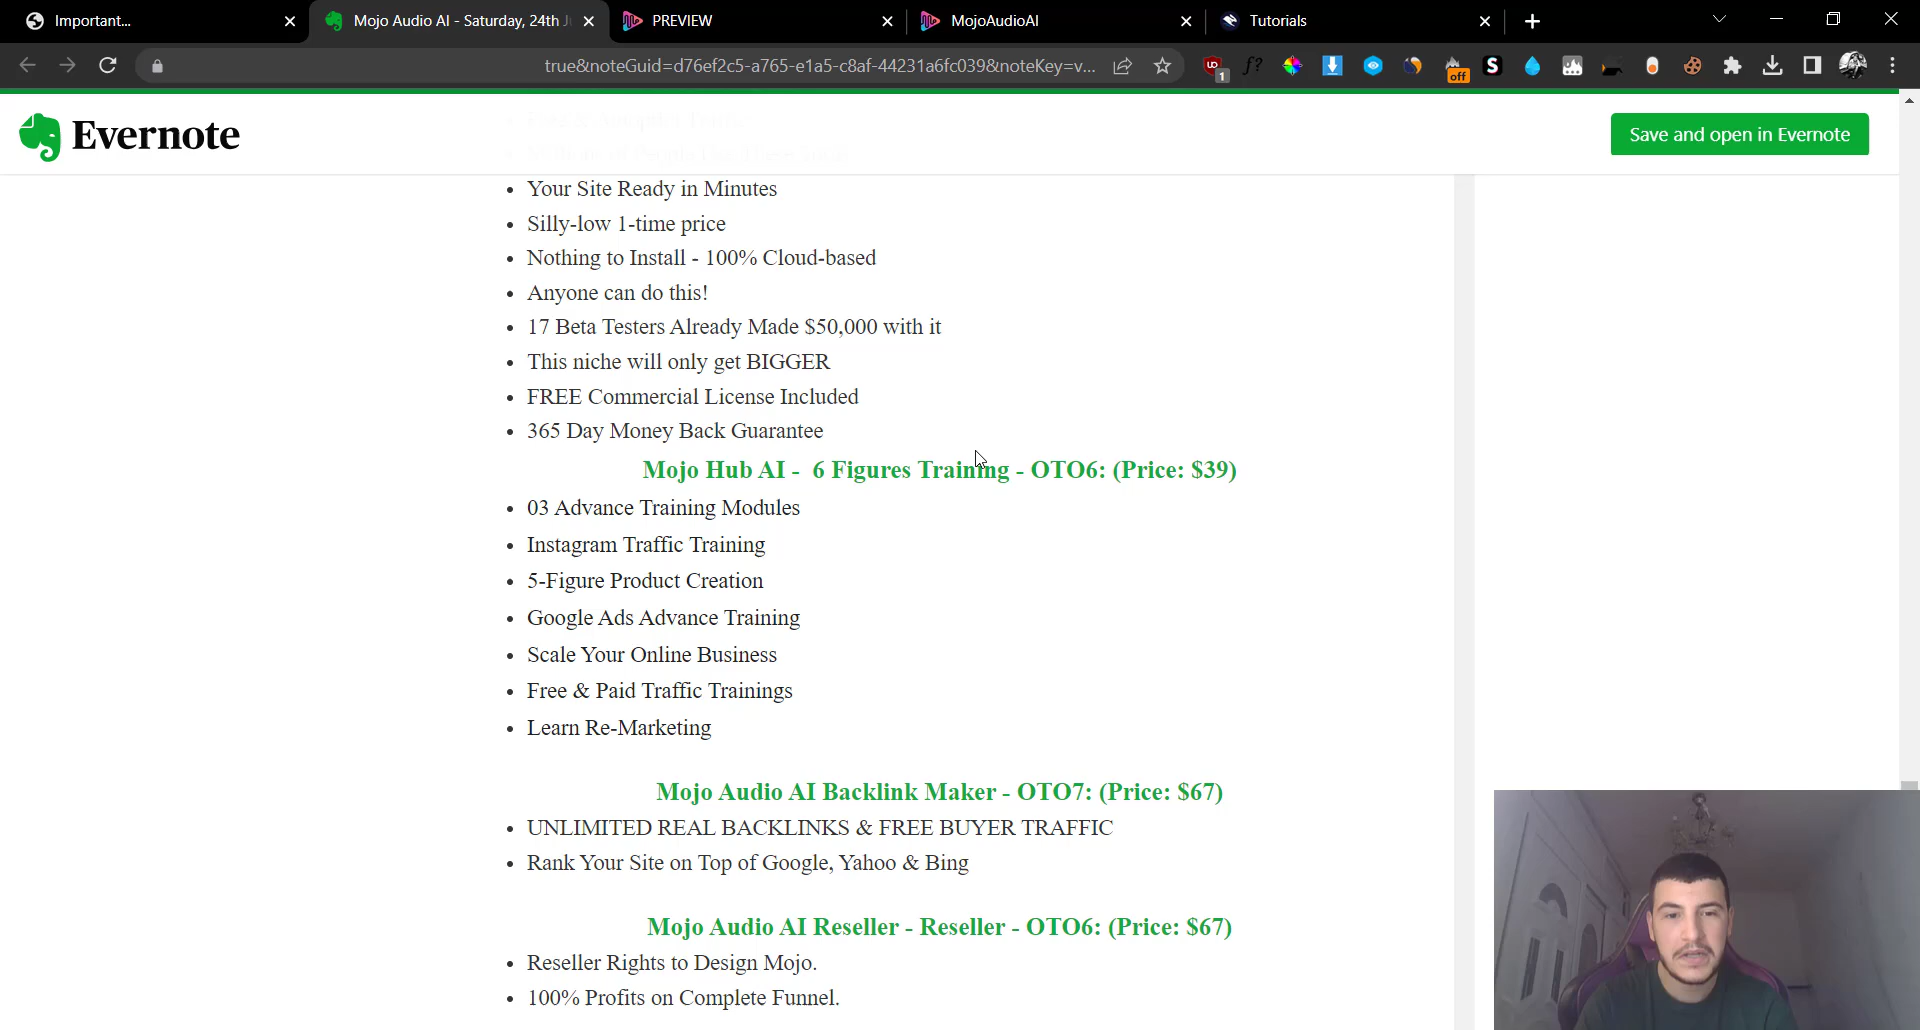 Important...
Mojo Audio AI - Saturday, 24th
PREVIEW
MojoAudioAI
Tutorials
true&noteGuid=d76ef2c5-a765-e1a5-c8af-44231a6fc039&noteKey=v...
1
f?
off
S
Evernote
Save and open in Evernote
• Your Site Ready in Minutes
• Silly-low 1-time price
• Nothing to Install - 100% Cloud-based
• Anyone can do this!
• 17 Beta Testers Already Made $50,000 with it
• This niche will only get BIGGER
• FREE Commercial License Included
• 365 Day Money Back Guarantee
Mojo Hub AI - 6 Figures Training - OTO6: (Price: $39)
• 03 Advance Training Modules
• Instagram Traffic Training
• 5-Figure Product Creation
• Google Ads Advance Training
• Scale Your Online Business
• Free & Paid Traffic Trainings
• Learn Re-Marketing
Mojo Audio AI Backlink Maker - OTO7: (Price: $67)
• UNLIMITED REAL BACKLINKS & FREE BUYER TRAFFIC
• Rank Your Site on Top of Google, Yahoo & Bing
Mojo Audio AI Reseller - Reseller - OTO6: (Price: $67)
• Reseller Rights to Design Mojo.
• 100% Profits on Complete Funnel.